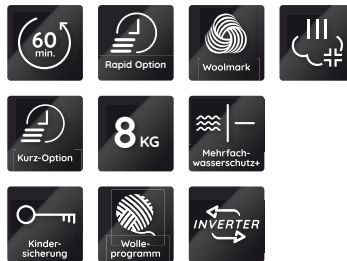 60
min.
Rapid Option
Woolmark
Kurz-Option
8 KG
Mehrfach-
wasserschutz+
Kinder-
sicherung
Wolle-
programm
INVERTER